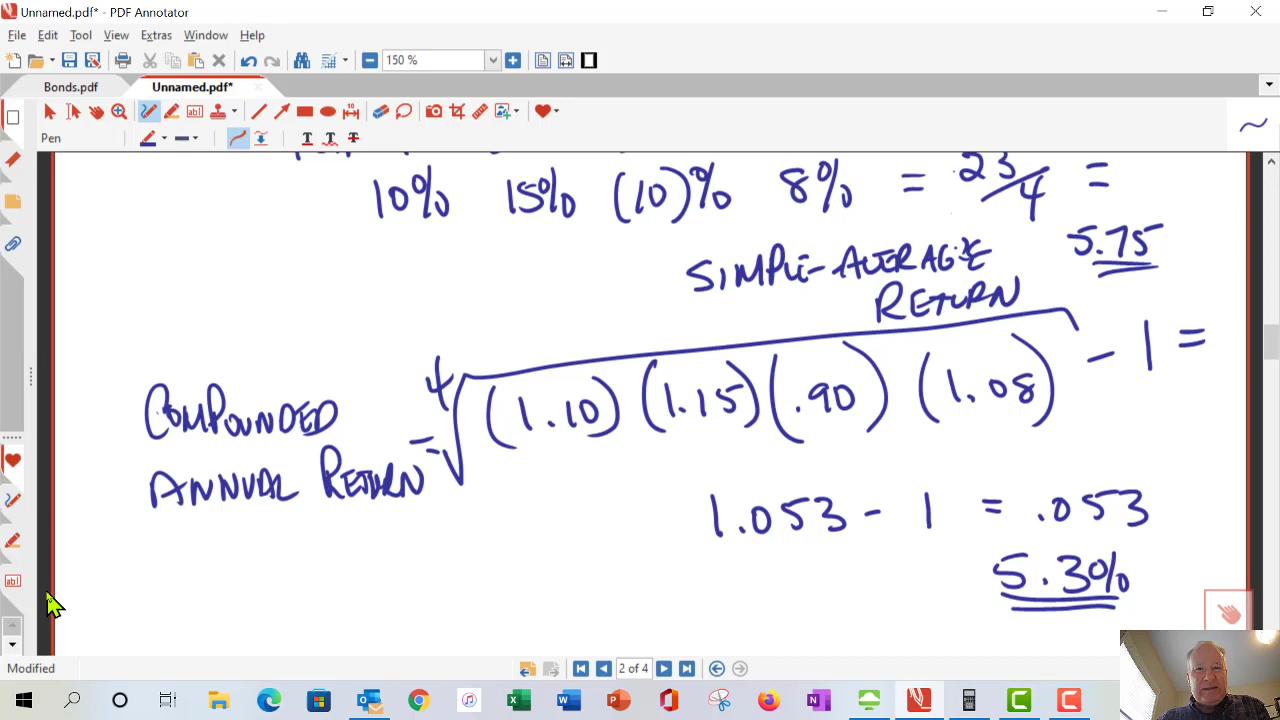 Unnamed.pdf* - PDF Annotator
File Edit Tool View Extras Window Help
150 %
Bonds.pdf Unnamed.pdf*
Pen
10% 15% (10)% 8% = 23/4 =
5.75
SIMPLE-AVERAGE
RETURN
4√(1.10)(1.15)(.90)(1.08) - 1 =
COMPOUNDED
ANNUAL RETURN =
1.053 - 1 = .053
5.30%
2 of 4
Modified